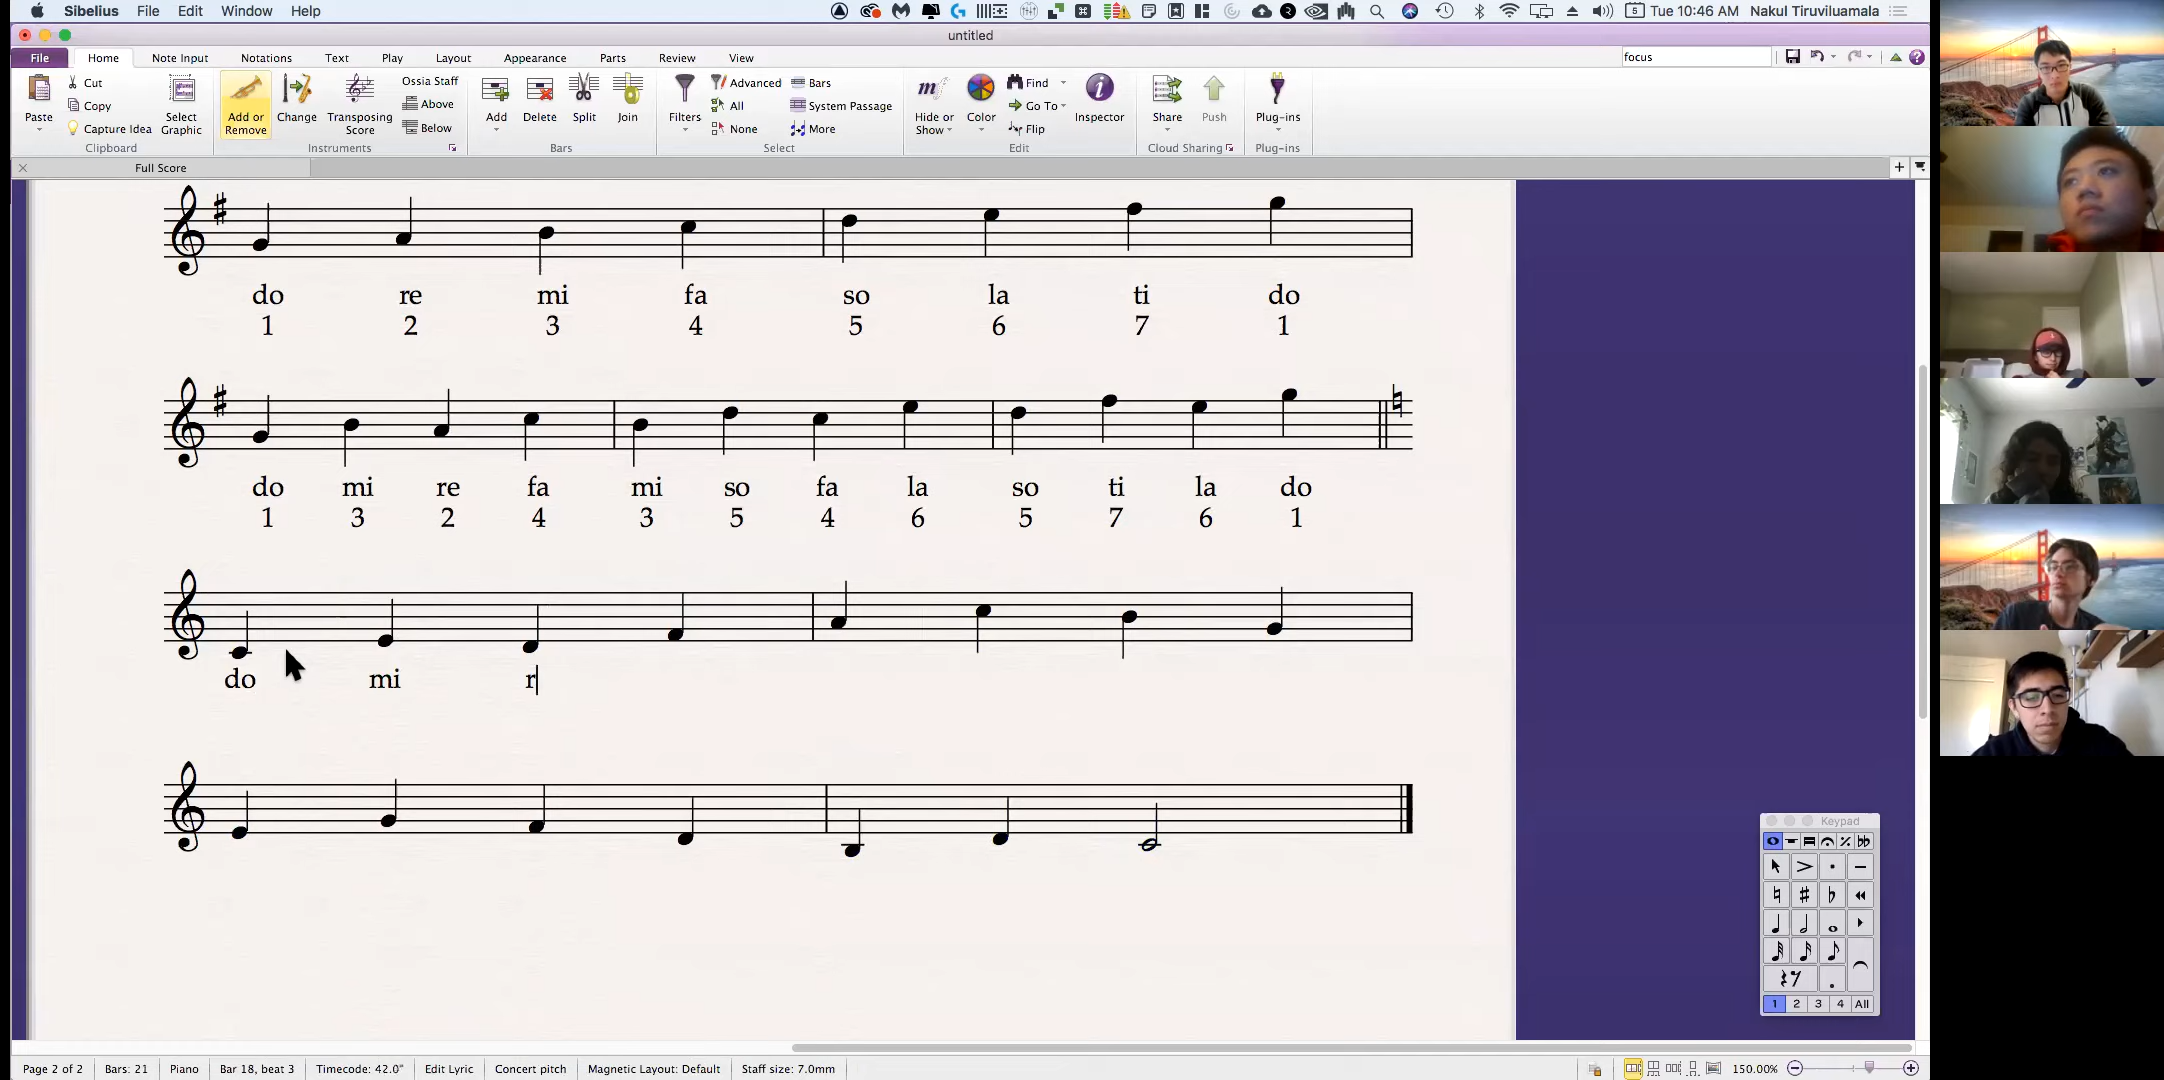 Sibelius File Edit Window Help Tue 10:46 AM Nakul Tiruviluamala
untitled
File Home Note Input Notations Text Play Layout Appearance Parts Review View focus
Paste Cut Copy Capture Idea Select Graphic Add or Remove Change Transposing Score Ossia Staff Above Below Add Delete Split Join Filters Advanced All None Bars System Passage More Hide or Show Color Find Go To Flip Inspector Share Push Plug-ins
Clipboard Instruments Bars Select Edit Cloud Sharing Plug-ins
Full Score
do re mi fa so la ti do
1 2 3 4 5 6 7 1
do mi re fa mi so fa la so ti la do
1 3 2 4 3 5 4 6 5 7 6 1
do mi r
Keypad
1 2 3 4 All
Page 2 of 2 Bars: 21 Piano Bar 18, beat 3 Timecode: 42.0" Edit Lyric Concert pitch Magnetic Layout: Default Staff size: 7.0mm 150.00%